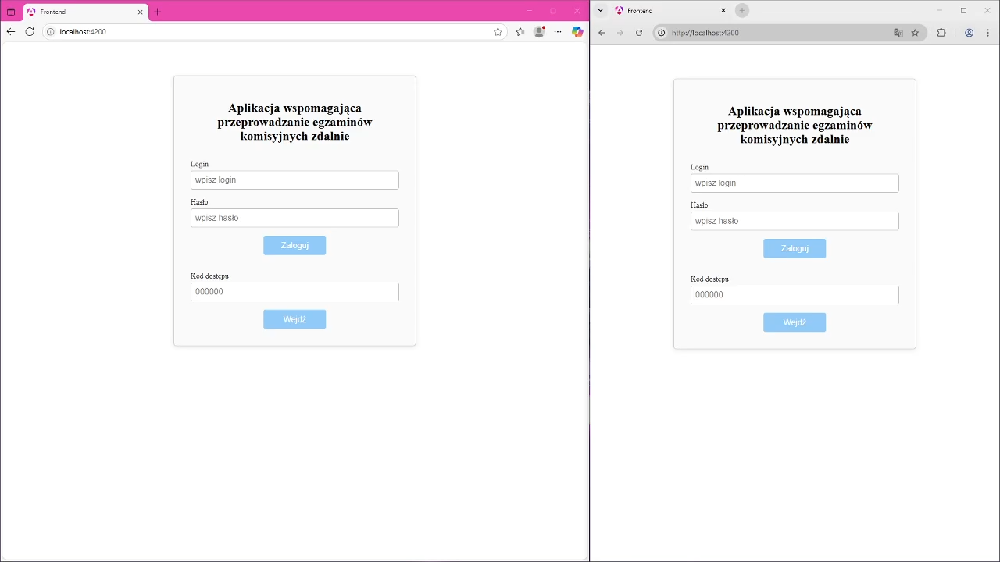 Frontend
localhost:4200
Aplikacja wspomagająca
przeprowadzanie egzaminów
komisyjnych zdalnie
Login
wpisz login
Hasło
wpisz hasło
Zaloguj
Kod dostępu
000000
Wejdź
Frontend
http://localhost:4200
Aplikacja wspomagająca
przeprowadzanie egzaminów
komisyjnych zdalnie
Login
wpisz login
Hasło
wpisz hasło
Zaloguj
Kod dostępu
000000
Wejdź